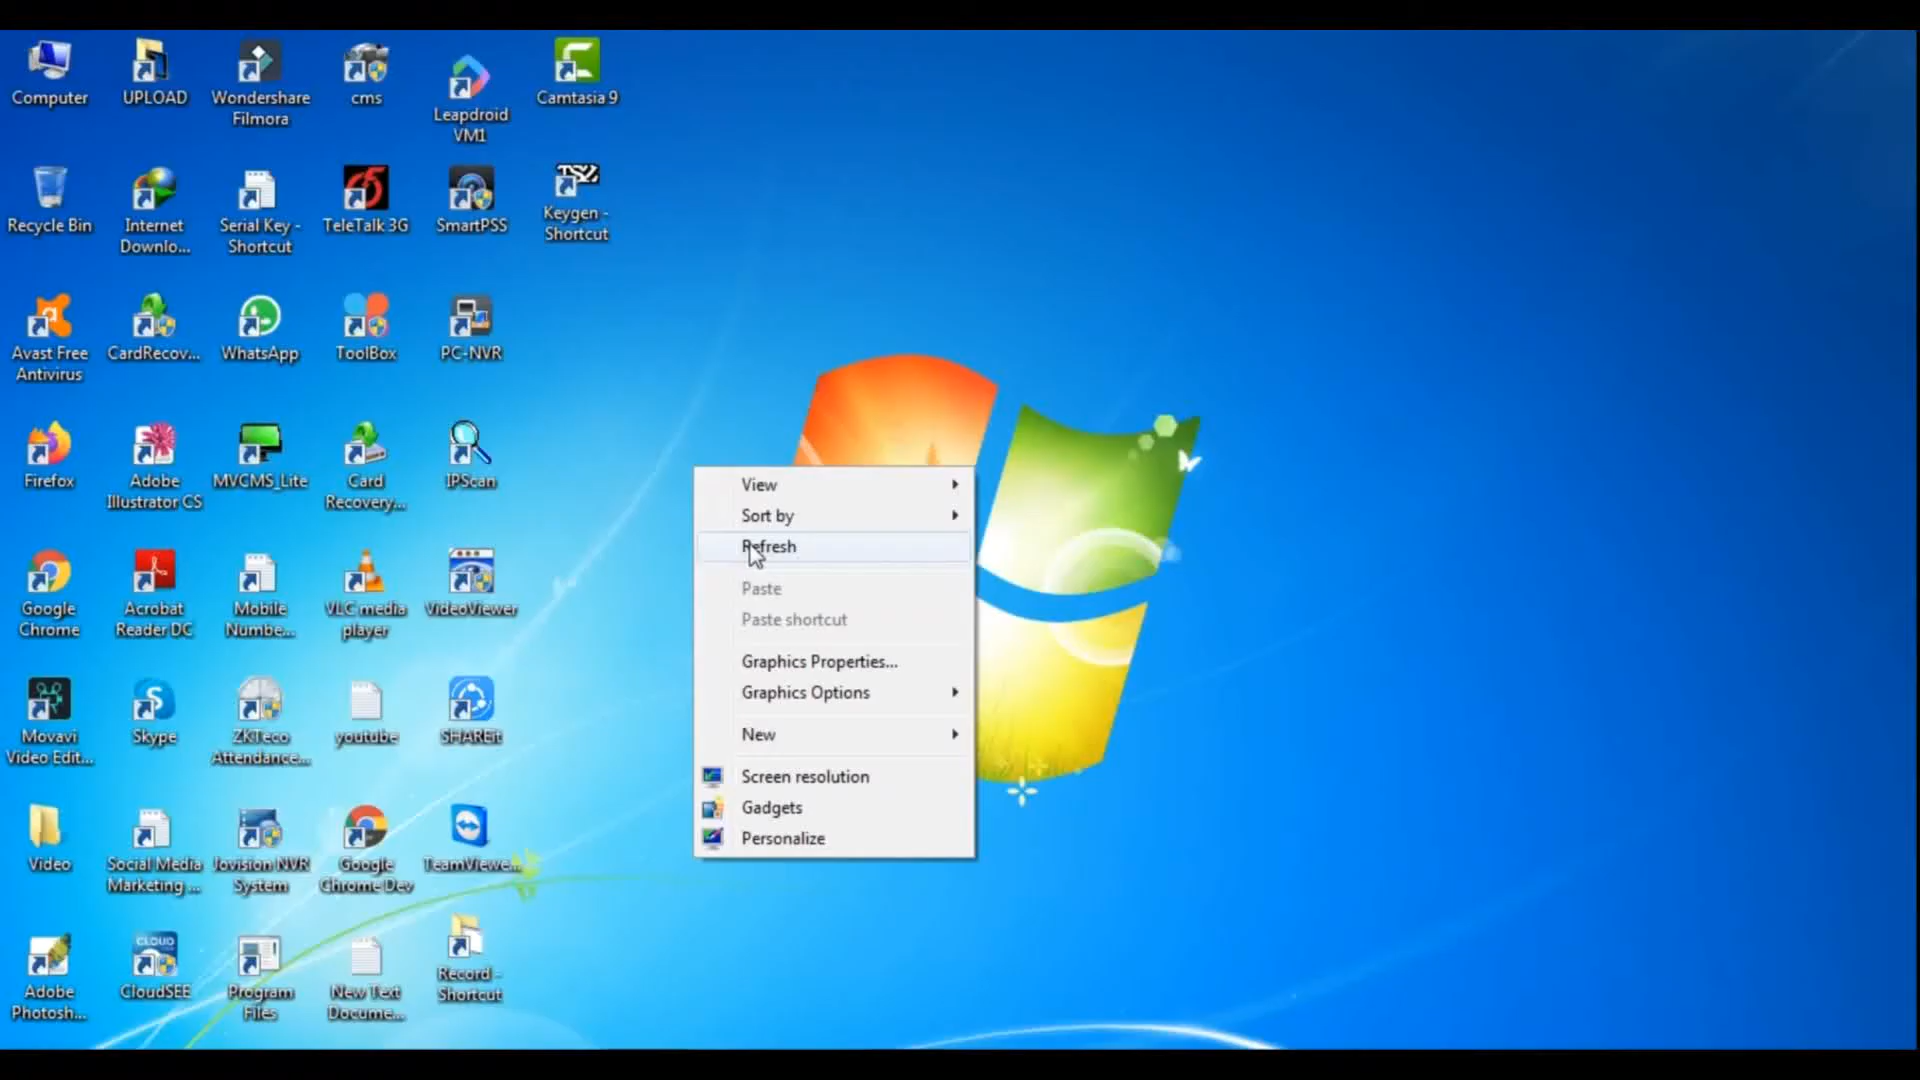 Computer
UPLOAD
Wondershare
Filmora
cms
Leapdroid
VM1
Camtasia 9
Recycle Bin
Internet
Downlo...
Serial Key -
Shortcut
TeleTalk 3G
SmartPSS
TSZ
Keygen -
Shortcut
Avast Free
Antivirus
CardRecov...
WhatsApp
ToolBox
PC-NVR
Firefox
Adobe
Illustrator CS
MVCMS_Lite
Card
Recovery...
IPScan
Google
Chrome
Acrobat
Reader DC
Mobile
Numbe...
VLC media
player
VideoViewer
Movavi
Video Edit...
Skype
ZKTeco
Attendance...
youtube
SHAREit
Video
Social Media
Marketing ...
Jovision NVR
System
Google
Chrome Dev
TeamViewe...
Adobe
Photosh...
CLOUD
CloudSEE
Program
Files
New Text
Docume...
Record -
Shortcut
View
Sort by
Refresh
Paste
Paste shortcut
Graphics Properties...
Graphics Options
New
Screen resolution
Gadgets
Personalize